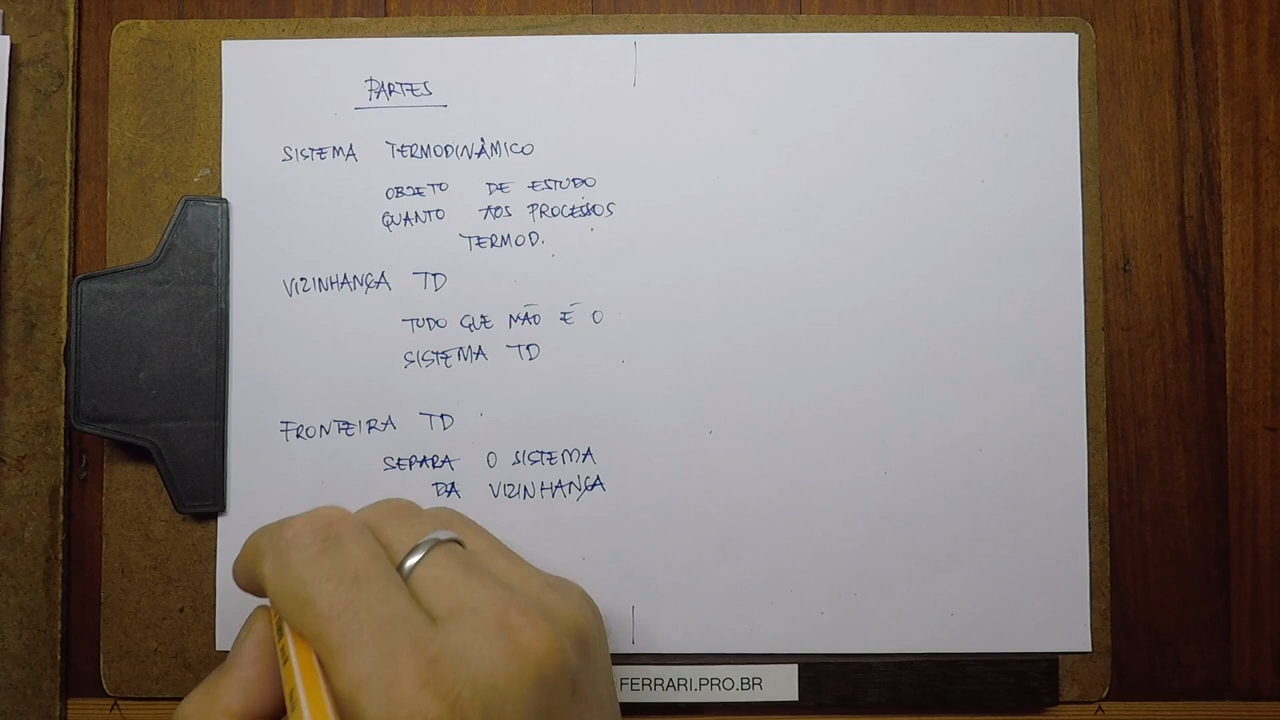 PARTES
SISTEMA TERMODINÂMICO
OBJETO DE ESTUDO
QUANTO AOS PROCESSOS
TERMOD.
VIZINHANÇA TD
TUDO QUE NÃO É O
SISTEMA TD
FRONTEIRA TD
SEPARA O SISTEMA
DA VIZINHANÇA
FERRARI.PRO.BR